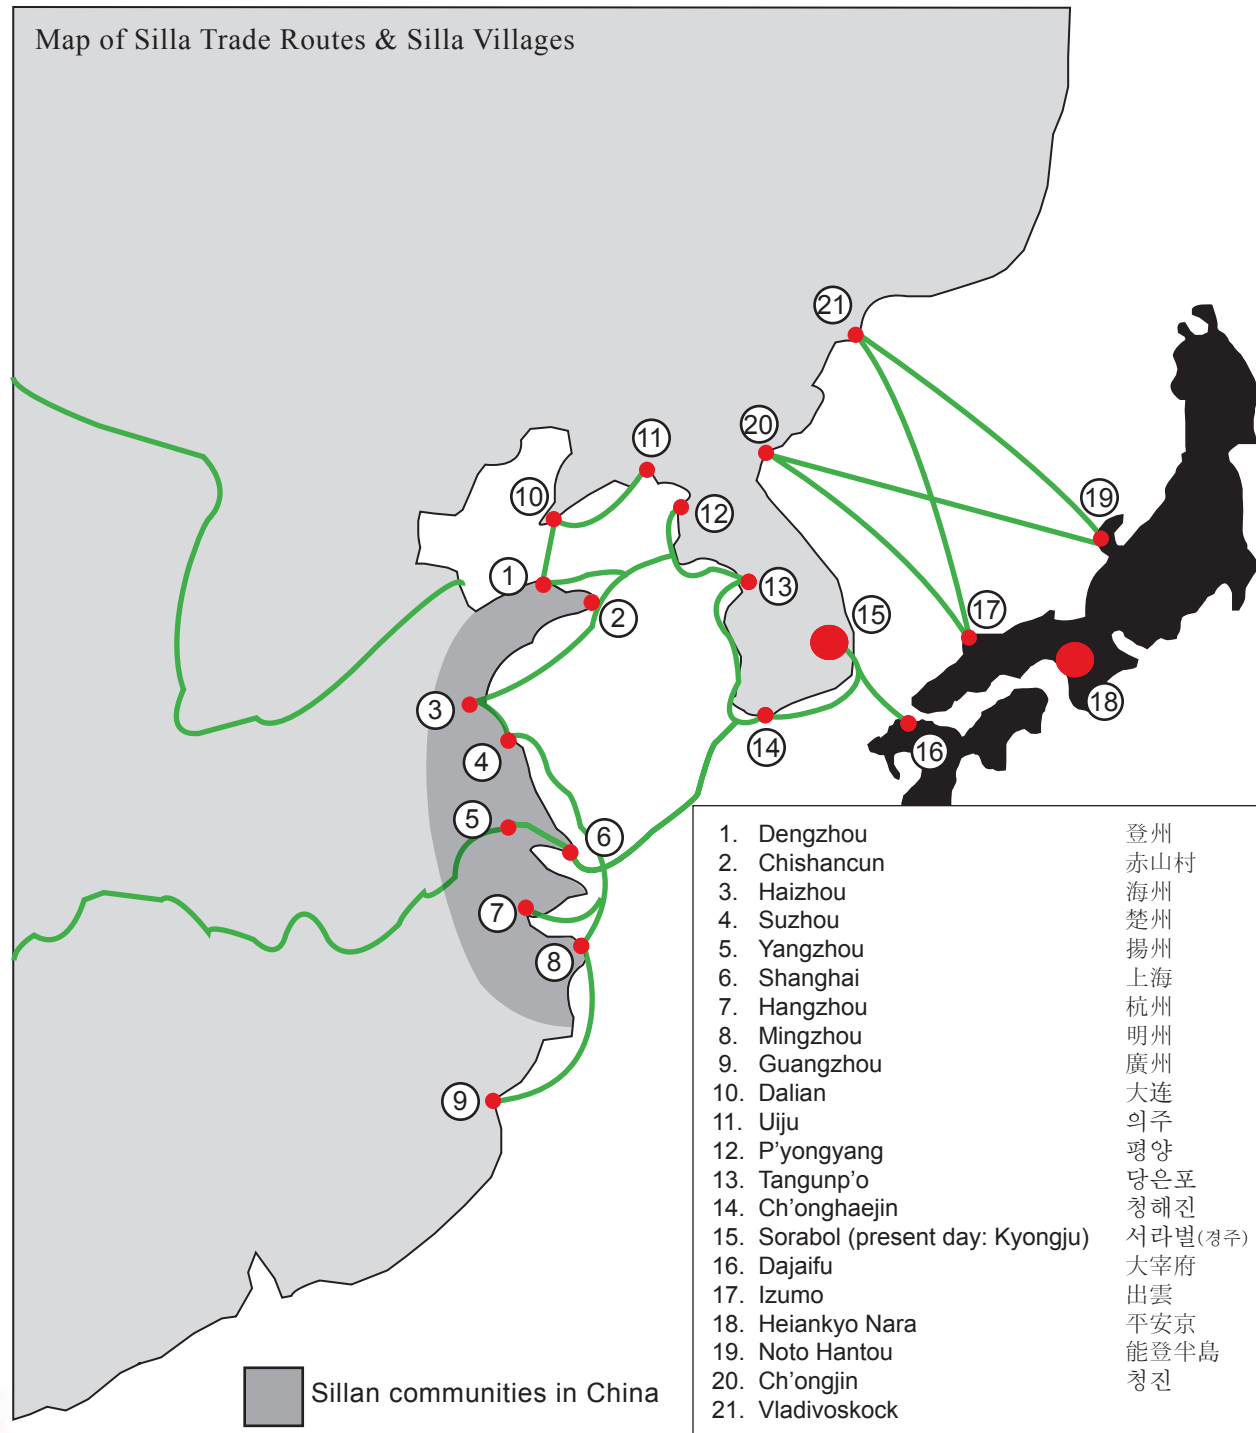 Map of Silla Trade Routes & Silla Villages
21
20
11
19
10
12
1
13
2
15
17
3
18
14
4
16
5
6
7
8
9
1. Dengzhou 登州
2. Chishancun 赤山村
3. Haizhou 海州
4. Suzhou 楚州
5. Yangzhou 揚州
6. Shanghai 上海
7. Hangzhou 杭州
8. Mingzhou 明州
9. Guangzhou 廣州
10. Dalian 大连
11. Uiju 의주
12. P’yongyang 평양
13. Tangunp’o 당은포
14. Ch’onghaejin 청해진
15. Sorabol (present day: Kyongju) 서라벌(경주)
16. Dajaifu 大宰府
17. Izumo 出雲
18. Heiankyo Nara 平安京
19. Noto Hantou 能登半島
20. Ch’ongjin 청진
21. Vladivoskock
Sillan communities in China